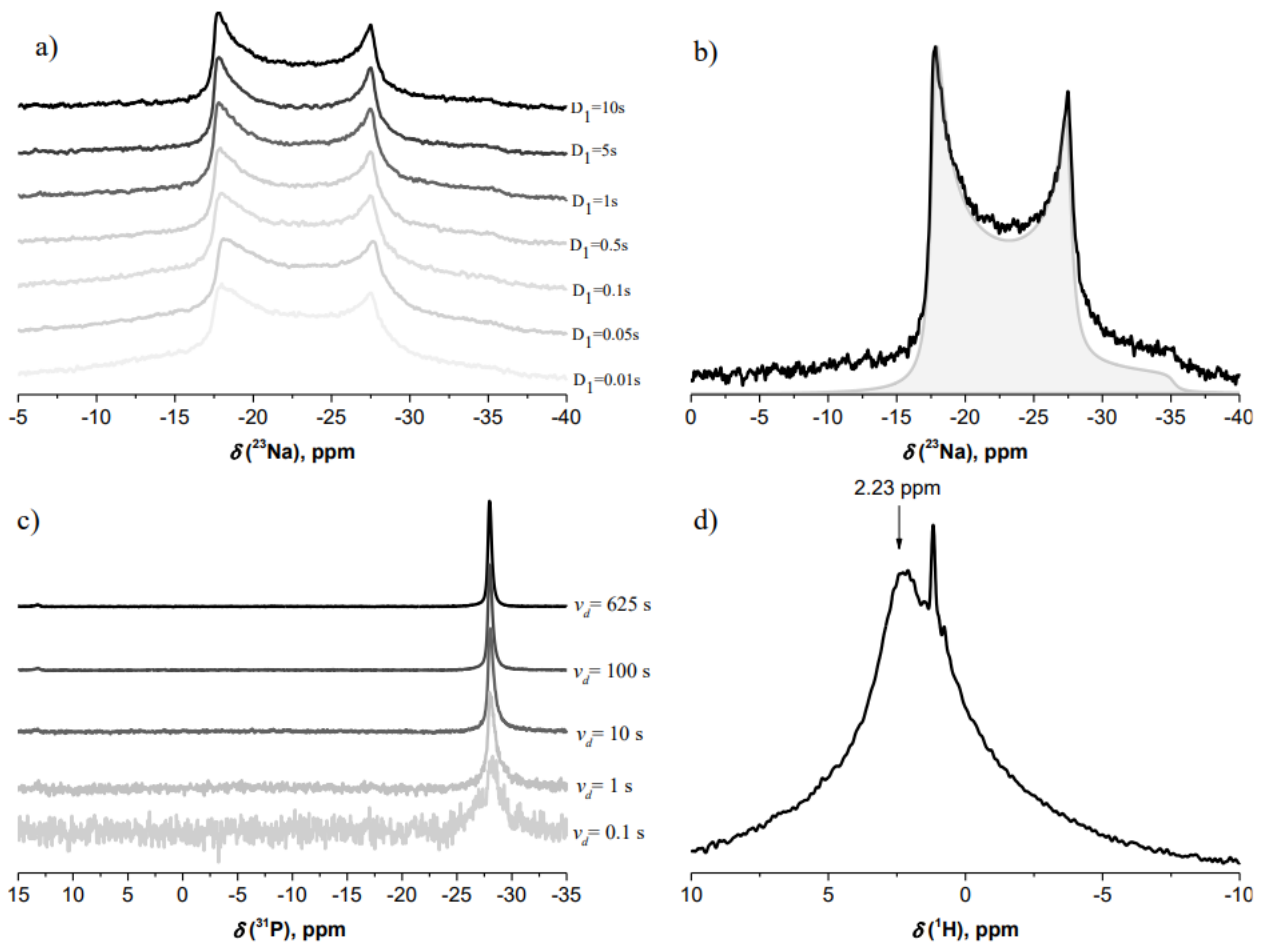 a)
D1=10s
D1=5s
D1=1s
D1=0.5s
D1=0.1s
D1=0.05s
D1=0.01s
-5 -10 -15 -20 -25 -30 -35 -40
δ(²³Na), ppm
b)
0 -5 -10 -15 -20 -25 -30 -35 -40
δ(²³Na), ppm
c)
vd= 625 s
vd= 100 s
vd= 10 s
vd= 1 s
vd= 0.1 s
15 10 5 0 -5 -10 -15 -20 -25 -30 -35
δ(³¹P), ppm
2.23 ppm
d)
10 5 0 -5 -10
δ(¹H), ppm